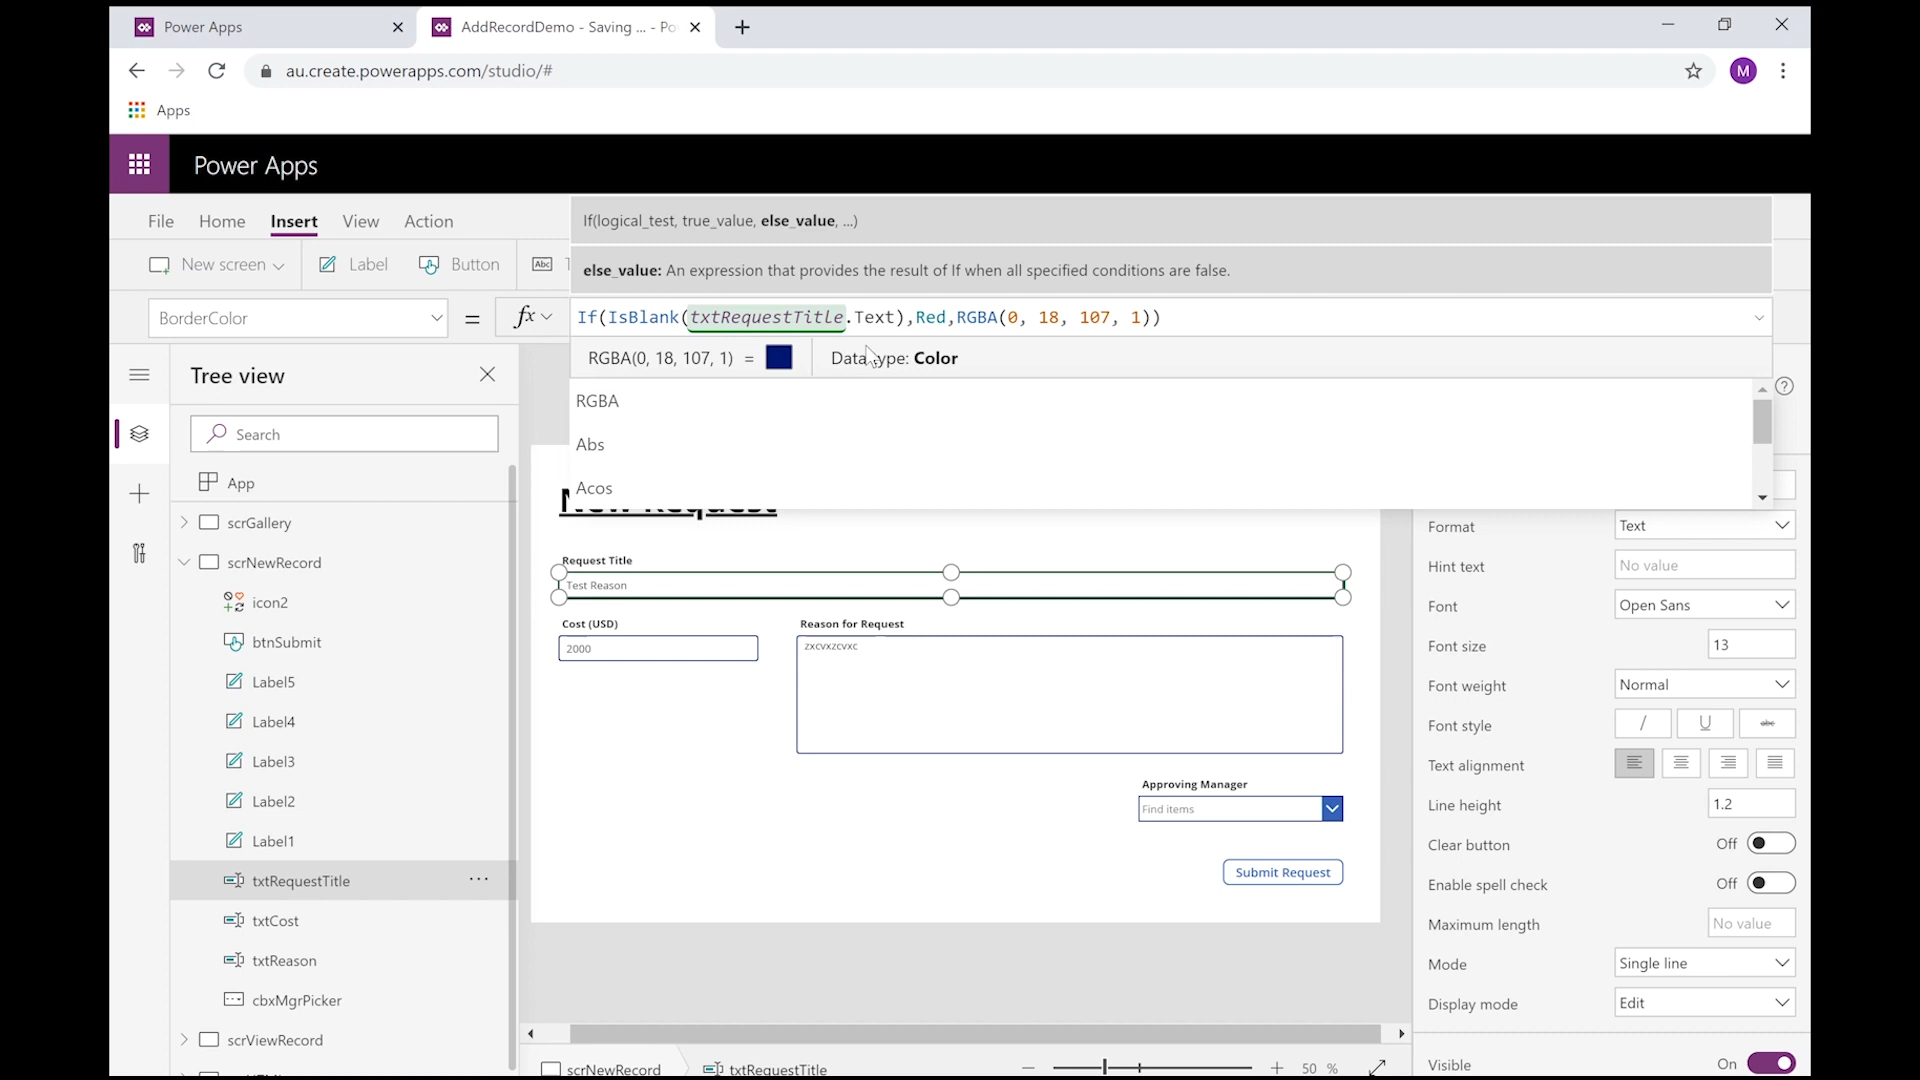 Power Apps
AddRecordDemo - Saving ... - Po
au.create.powerapps.com/studio/#
M
Apps
Power Apps
File Home Insert View Action
If(logical_test, true_value, else_value, ...)
New screen Label Button Abc
else_value: An expression that provides the result of If when all specified conditions are false.
BorderColor = fx If(IsBlank(txtRequestTitle.Text),Red,RGBA(0, 18, 107, 1))
RGBA(0, 18, 107, 1) = Data type: Color
Tree view
RGBA
Search
Abs
App
Acos
New Request
scrGallery
scrNewRecord
icon2
btnSubmit
Label5
Label4
Label3
Label2
Label1
txtRequestTitle ...
txtCost
txtReason
cbxMgrPicker
scrViewRecord
Request Title
Test Reason
Cost (USD)
2000
Reason for Request
zxcvxzcvxc
Approving Manager
Find items
Submit Request
?
Format Text
Hint text No value
Font Open Sans
Font size 13
Font weight Normal
Font style / U abc
Text alignment
Line height 1.2
Clear button Off
Enable spell check Off
Maximum length No value
Mode Single line
Display mode Edit
Visible On
scrNewRecord txtRequestTitle 50 %